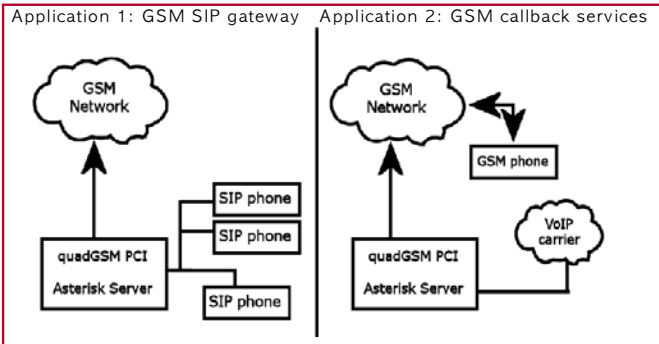 Application 1: GSM SIP gateway
GSM
Network
SIP phone
SIP phone
quadGSM PCI
Asterisk Server
SIP phone
Application 2: GSM callback services
GSM
Network
GSM phone
VoIP
carrier
quadGSM PCI
Asterisk Server